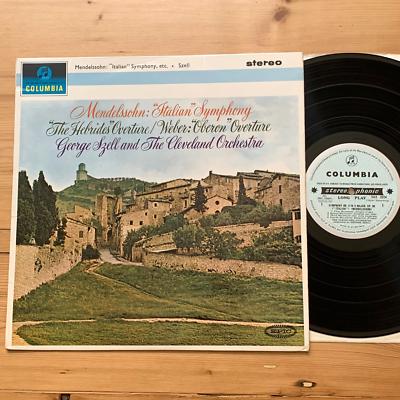 COLUMBIA
Mendelssohn: "Italian" Symphony, etc. • Szell
stereo
Mendelssohn: "Italian" Symphony
"The Hebrides" Overture / Weber: "Oberon" Overture
George Szell and The Cleveland Orchestra
EPIC
COLUMBIA
stereophonic
LONG PLAY